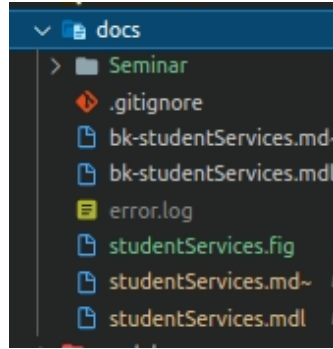 docs
Seminar
.gitignore
bk-studentServices.md~
bk-studentServices.mdl
error.log
studentServices.fig
studentServices.md~
studentServices.mdl